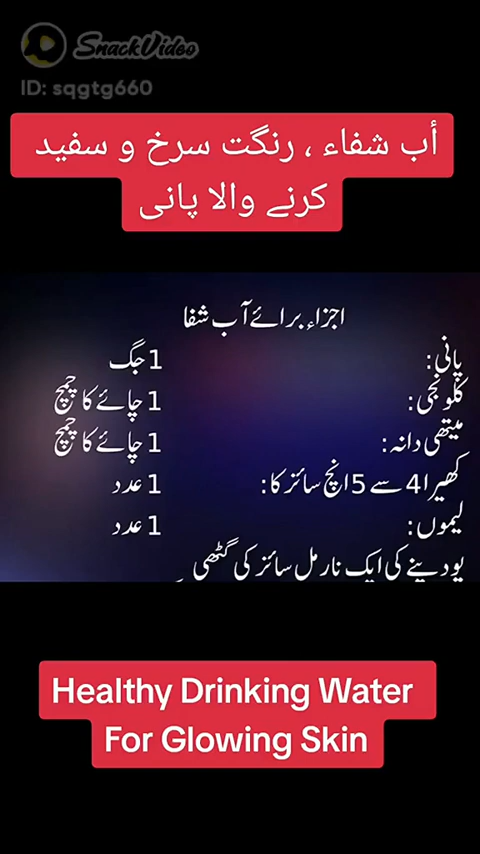 SnackVideo
ID: sqgtg660
أب شفاء ، رنگت سرخ و سفید
کرنے والا پانی
اجزاء برائے آب شفا
پانی: 1 جگ
کلونجی: 1 چائے کا چمچ
میتھی دانہ: 1 چائے کا چمچ
کھیرا 4 سے 5 انچ سائز کا: 1 عدد
لیموں: 1 عدد
پودینے کی ایک نارمل سائز کی گٹھی
Healthy Drinking Water
For Glowing Skin